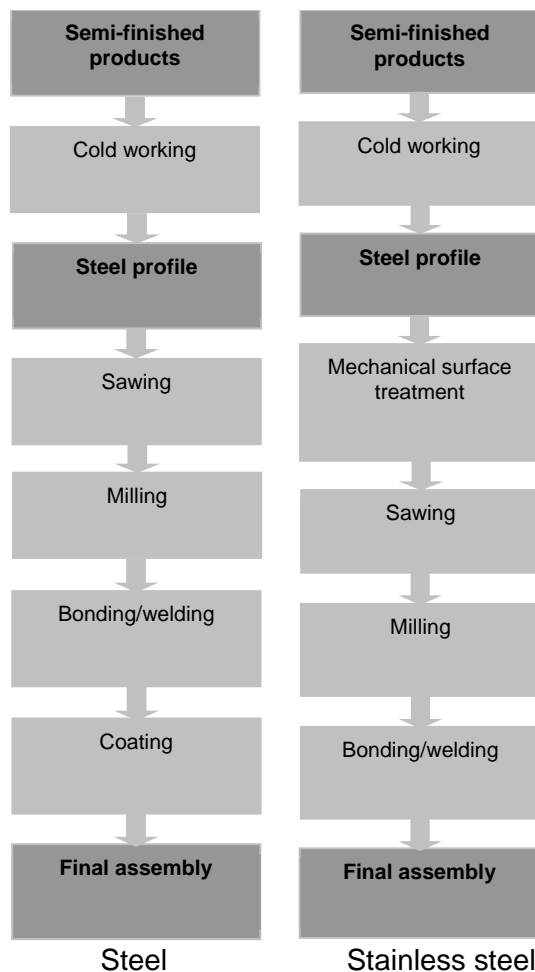 Semi-finished
products
Cold working
Steel profile
Sawing
Milling
Bonding/welding
Coating
Final assembly
Steel
Semi-finished
products
Cold working
Steel profile
Mechanical surface
treatment
Sawing
Milling
Bonding/welding
Final assembly
Stainless steel